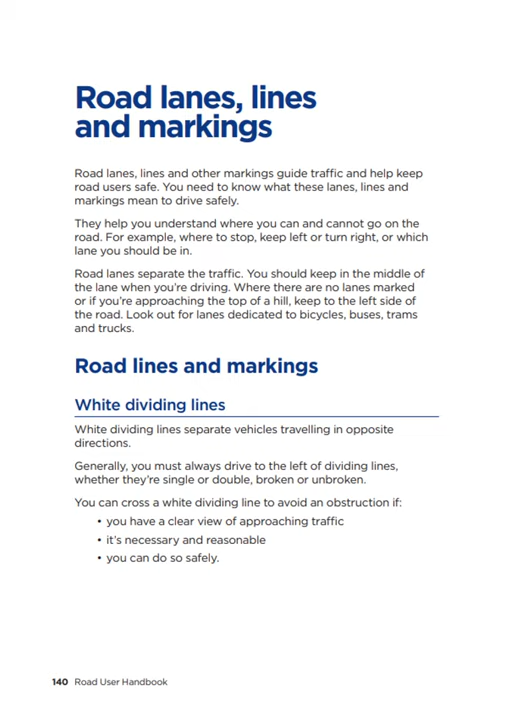 Road lanes, lines
and markings
Road lanes, lines and other markings guide traffic and help keep
road users safe. You need to know what these lanes, lines and
markings mean to drive safely.
They help you understand where you can and cannot go on the
road. For example, where to stop, keep left or turn right, or which
lane you should be in.
Road lanes separate the traffic. You should keep in the middle of
the lane when you’re driving. Where there are no lanes marked
or if you’re approaching the top of a hill, keep to the left side of
the road. Look out for lanes dedicated to bicycles, buses, trams
and trucks.
Road lines and markings
White dividing lines
White dividing lines separate vehicles travelling in opposite
directions.
Generally, you must always drive to the left of dividing lines,
whether they’re single or double, broken or unbroken.
You can cross a white dividing line to avoid an obstruction if:
• you have a clear view of approaching traffic
• it’s necessary and reasonable
• you can do so safely.
140 Road User Handbook